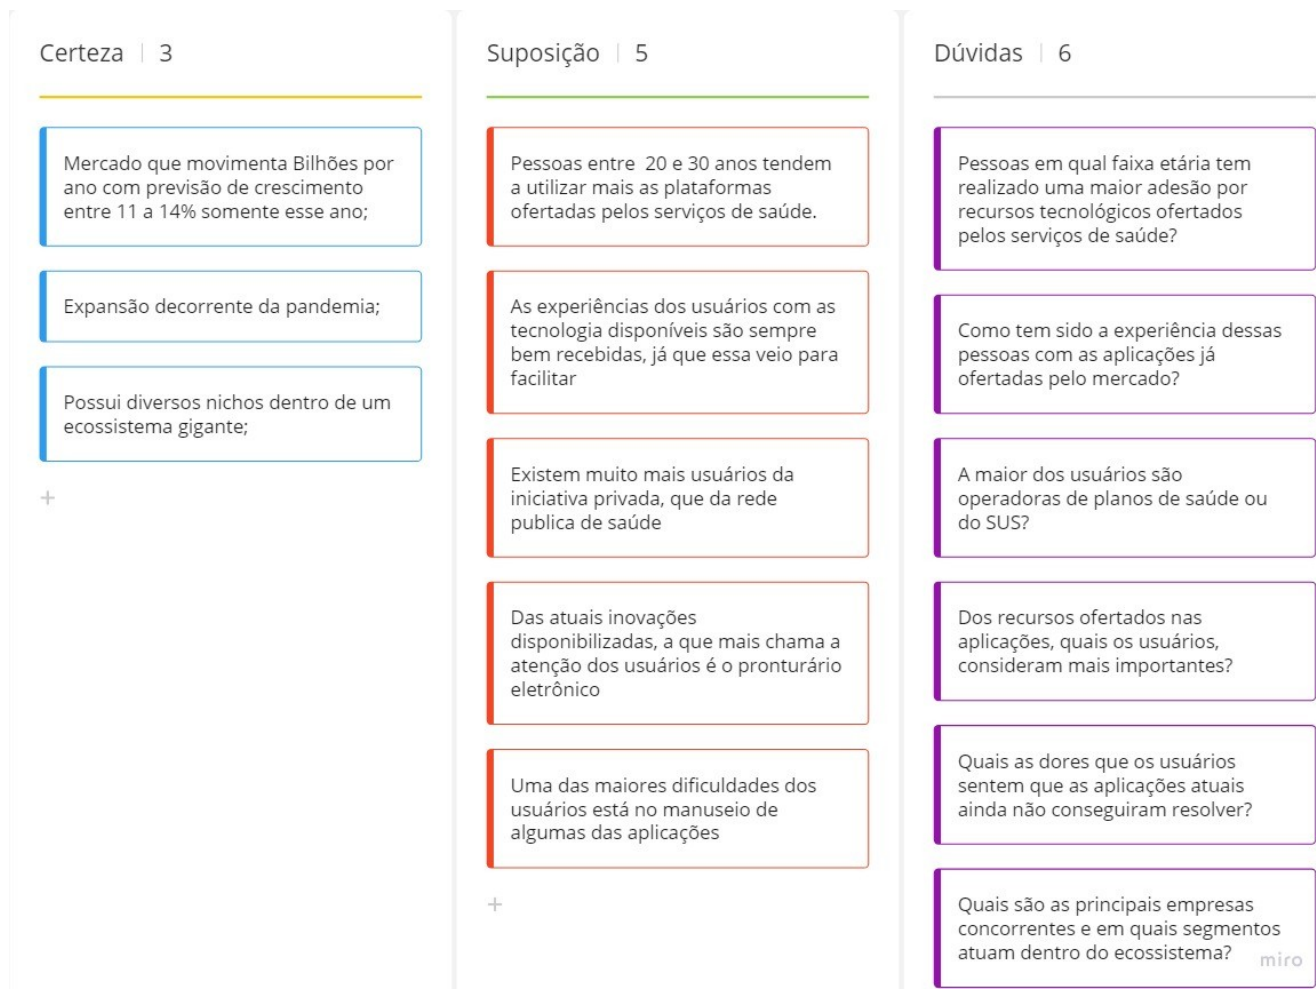 Certeza | 3
Mercado que movimenta Bilhões por
ano com previsão de crescimento
entre 11 a 14% somente esse ano;
Expansão decorrente da pandemia;
Possui diversos nichos dentro de um
ecossistema gigante;
+
Suposição | 5
Pessoas entre 20 e 30 anos tendem
a utilizar mais as plataformas
ofertadas pelos serviços de saúde.
As experiências dos usuários com as
tecnologia disponíveis são sempre
bem recebidas, já que essa veio para
facilitar
Existem muito mais usuários da
iniciativa privada, que da rede
publica de saúde
Das atuais inovações
disponibilizadas, a que mais chama a
atenção dos usuários é o pronturário
eletrônico
Uma das maiores dificuldades dos
usuários está no manuseio de
algumas das aplicações
+
Dúvidas | 6
Pessoas em qual faixa etária tem
realizado uma maior adesão por
recursos tecnológicos ofertados
pelos serviços de saúde?
Como tem sido a experiência dessas
pessoas com as aplicações já
ofertadas pelo mercado?
A maior dos usuários são
operadoras de planos de saúde ou
do SUS?
Dos recursos ofertados nas
aplicações, quais os usuários,
consideram mais importantes?
Quais as dores que os usuários
sentem que as aplicações atuais
ainda não conseguiram resolver?
Quais são as principais empresas
concorrentes e em quais segmentos
atuam dentro do ecossistema?
miro